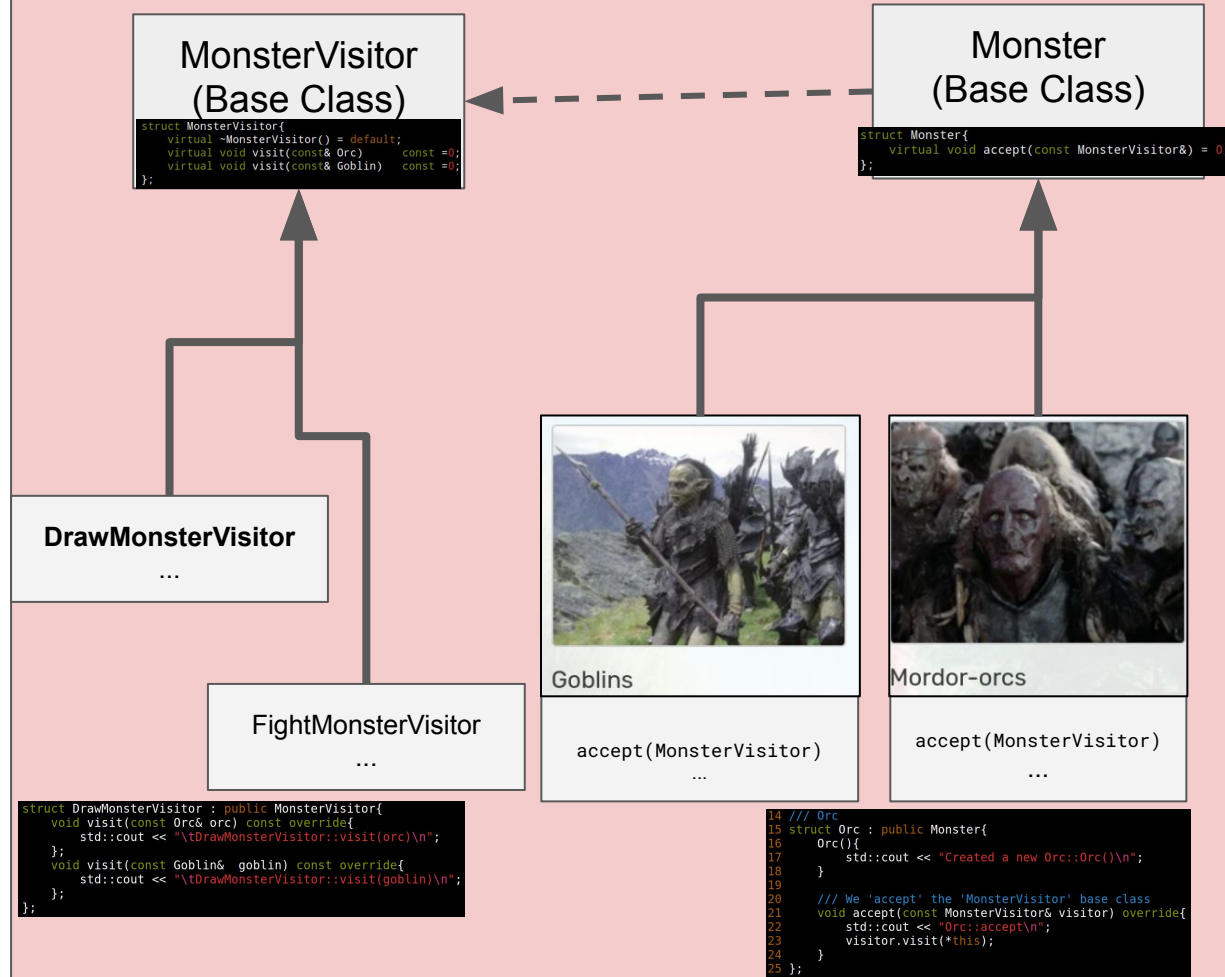 MonsterVisitor
(Base Class)
struct MonsterVisitor{
    virtual ~MonsterVisitor() = default;
    virtual void visit(const& Orc)      const =0;
    virtual void visit(const& Goblin)   const =0;
};
Monster
(Base Class)
struct Monster{
    virtual void accept(const MonsterVisitor&) = 0
};
DrawMonsterVisitor
...
FightMonsterVisitor
...
Goblins
accept(MonsterVisitor)
...
Mordor-orcs
accept(MonsterVisitor)
...
struct DrawMonsterVisitor : public MonsterVisitor{
    void visit(const Orc& orc) const override{
        std::cout << "\tDrawMonsterVisitor::visit(orc)\n";
    };
    void visit(const Goblin&  goblin) const override{
        std::cout << "\tDrawMonsterVisitor::visit(goblin)\n";
    };
};
14 /// Orc
15 struct Orc : public Monster{
16     Orc(){
17         std::cout << "Created a new Orc::Orc()\n";
18     }
19
20     /// We 'accept' the 'MonsterVisitor' base class
21     void accept(const MonsterVisitor& visitor) override{
22         std::cout << "Orc::accept\n";
23         visitor.visit(*this);
24     }
25 };